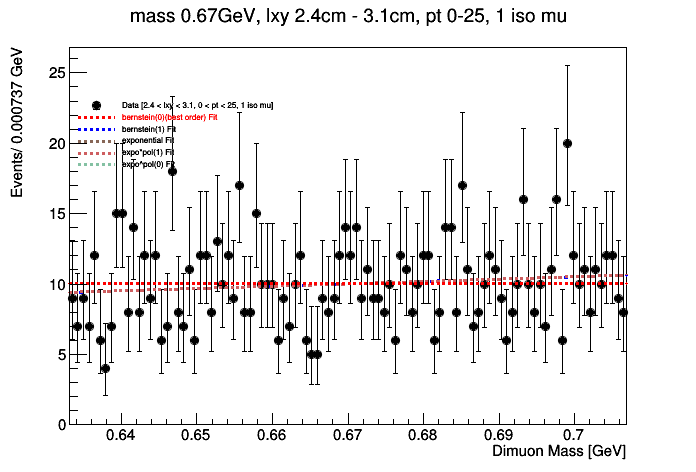 mass 0.67GeV, lxy 2.4cm - 3.1cm, pt 0-25, 1 iso mu
Events/ 0.000737 GeV
25
20
15
10
5
0
Data [2.4 < lxy < 3.1, 0 < pt < 25, 1 iso mu]
bernstein(0)(best order) Fit
bernstein(1) Fit
exponential Fit
expo*pol(1) Fit
expo*pol(0) Fit
0.64 0.65 0.66 0.67 0.68 0.69 0.7
Dimuon Mass [GeV]